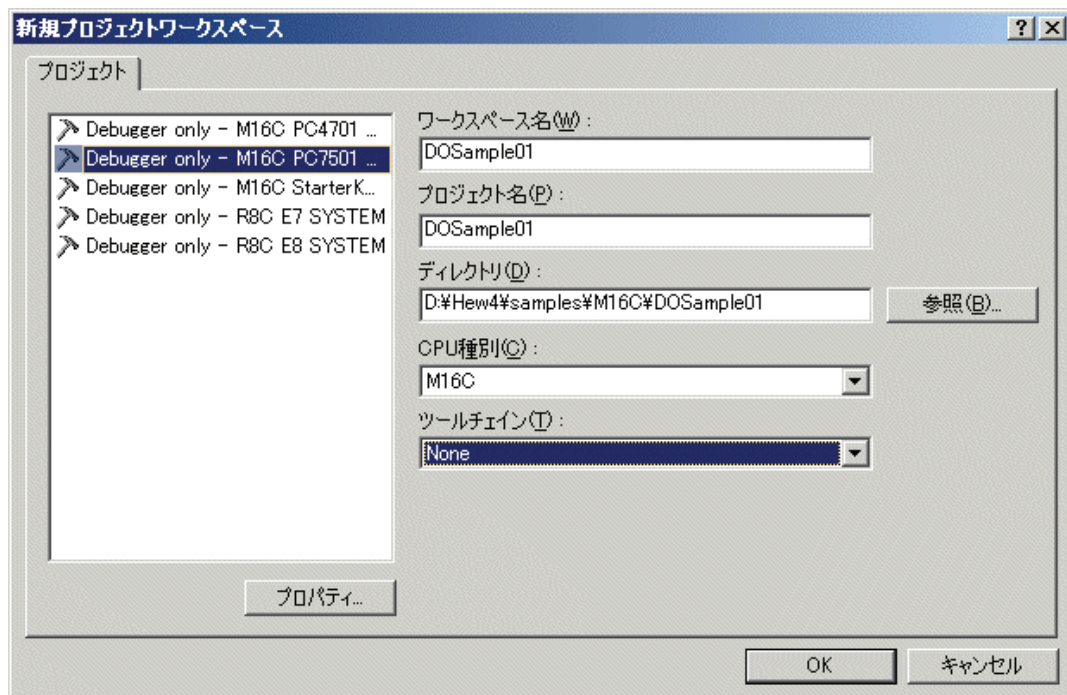 新規プロジェクトワークスペース
プロジェクト
Debugger only - M16C PC4701 ...
Debugger only - M16C PC7501 ...
Debugger only - M16C StarterK...
Debugger only - R8C E7 SYSTEM
Debugger only - R8C E8 SYSTEM
プロパティ...
ワークスペース名(W) :
DOSample01
プロジェクト名(P) :
DOSample01
ディレクトリ(D) :
D:¥Hew4¥samples¥M16C¥DOSample01
参照(B)...
CPU種別(C) :
M16C
ツールチェイン(T) :
None
OK
キャンセル